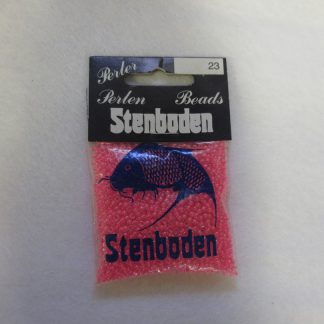 Perler 23
Perlen Beads
Stenboden
Stenboden